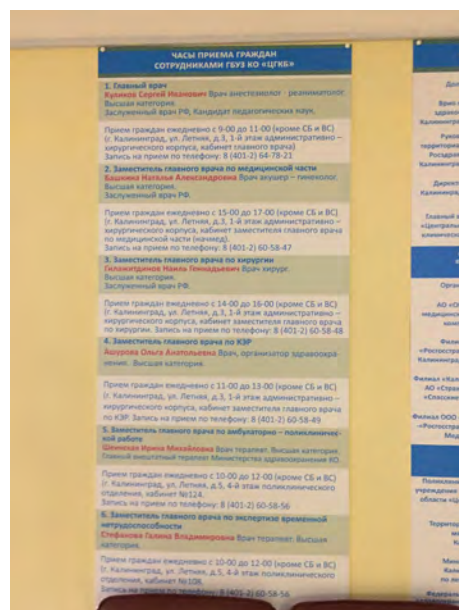 ЧАСЫ ПРИЕМА ГРАЖДАН
СОТРУДНИКАМИ ГБУЗ КО «ЦГКБ»
1. Главный врач
Куликов Сергей Иванович Врач анестезиолог - реаниматолог.
Высшая категория.
Заслуженный врач РФ, Кандидат педагогических наук.
Прием граждан ежедневно с 9-00 до 11-00 (кроме СБ и ВС)
(г. Калининград, ул. Летняя, д.3, 1-й этаж административно –
хирургического корпуса, кабинет главного врача)
Запись на прием по телефону: 8 (401-2) 64-78-21
2. Заместитель главного врача по медицинской части
Башкина Наталья Александровна Врач акушер – гинеколог.
Высшая категория.
Заслуженный врач РФ.
Прием граждан ежедневно с 15-00 до 17-00 (кроме СБ и ВС)
(г. Калининград, ул. Летняя, д.3, 1-й этаж административно –
хирургического корпуса, кабинет заместителя главного врача
по медицинской части (начмед).
Запись на прием по телефону: 8 (401-2) 60-58-47
3. Заместитель главного врача по хирургии
Гилажитдинов Наиль Геннадьевич Врач хирург.
Высшая категория.
Заслуженный врач РФ.
Прием граждан ежедневно с 14-00 до 16-00 (кроме СБ и ВС)
(г. Калининград, ул. Летняя, д.3, 1-й этаж административно –
хирургического корпуса, кабинет заместителя главного врача
по хирургии. Запись на прием по телефону: 8 (401-2) 60-58-48
4. Заместитель главного врача по КЭР
Ашурова Ольга Анатольевна Врач, организатор здравоохра-
нение. Высшая категория.
Прием граждан ежедневно с 11-00 до 13-00 (кроме СБ и ВС)
(г. Калининград, ул. Летняя, д.3, 1-й этаж административно –
хирургического корпуса, кабинет заместителя главного врача
по КЭР. Запись на прием по телефону: 8 (401-2) 60-58-49
5. Заместитель главного врача по амбулаторно – поликлиничес-
кой работе
Ирина Михайловна Врач терапевт. Высшая категория.
Главный внештатный терапевт Министерства здравоохранения КО.
Прием граждан ежедневно с 10-00 до 12-00 (кроме СБ и ВС)
(г. Калининград, ул. Летняя, д.5, 4-й этаж поликлинического
отделения, кабинет №124.
Запись на прием по телефону: 8 (401-2) 60-58-56
6. Заместитель главного врача по экспертизе временной
нетрудоспособности
Стефанова Галина Владимировна Врач терапевт. Высшая
категория.
Прием граждан ежедневно с 10-00 до 12-00 (кроме СБ и ВС)
(г. Калининград, ул. Летняя, д.5, 4-й этаж поликлинического
отделения, кабинет №108.
Запись на прием по телефону: 8 (401-2) 60-58-56